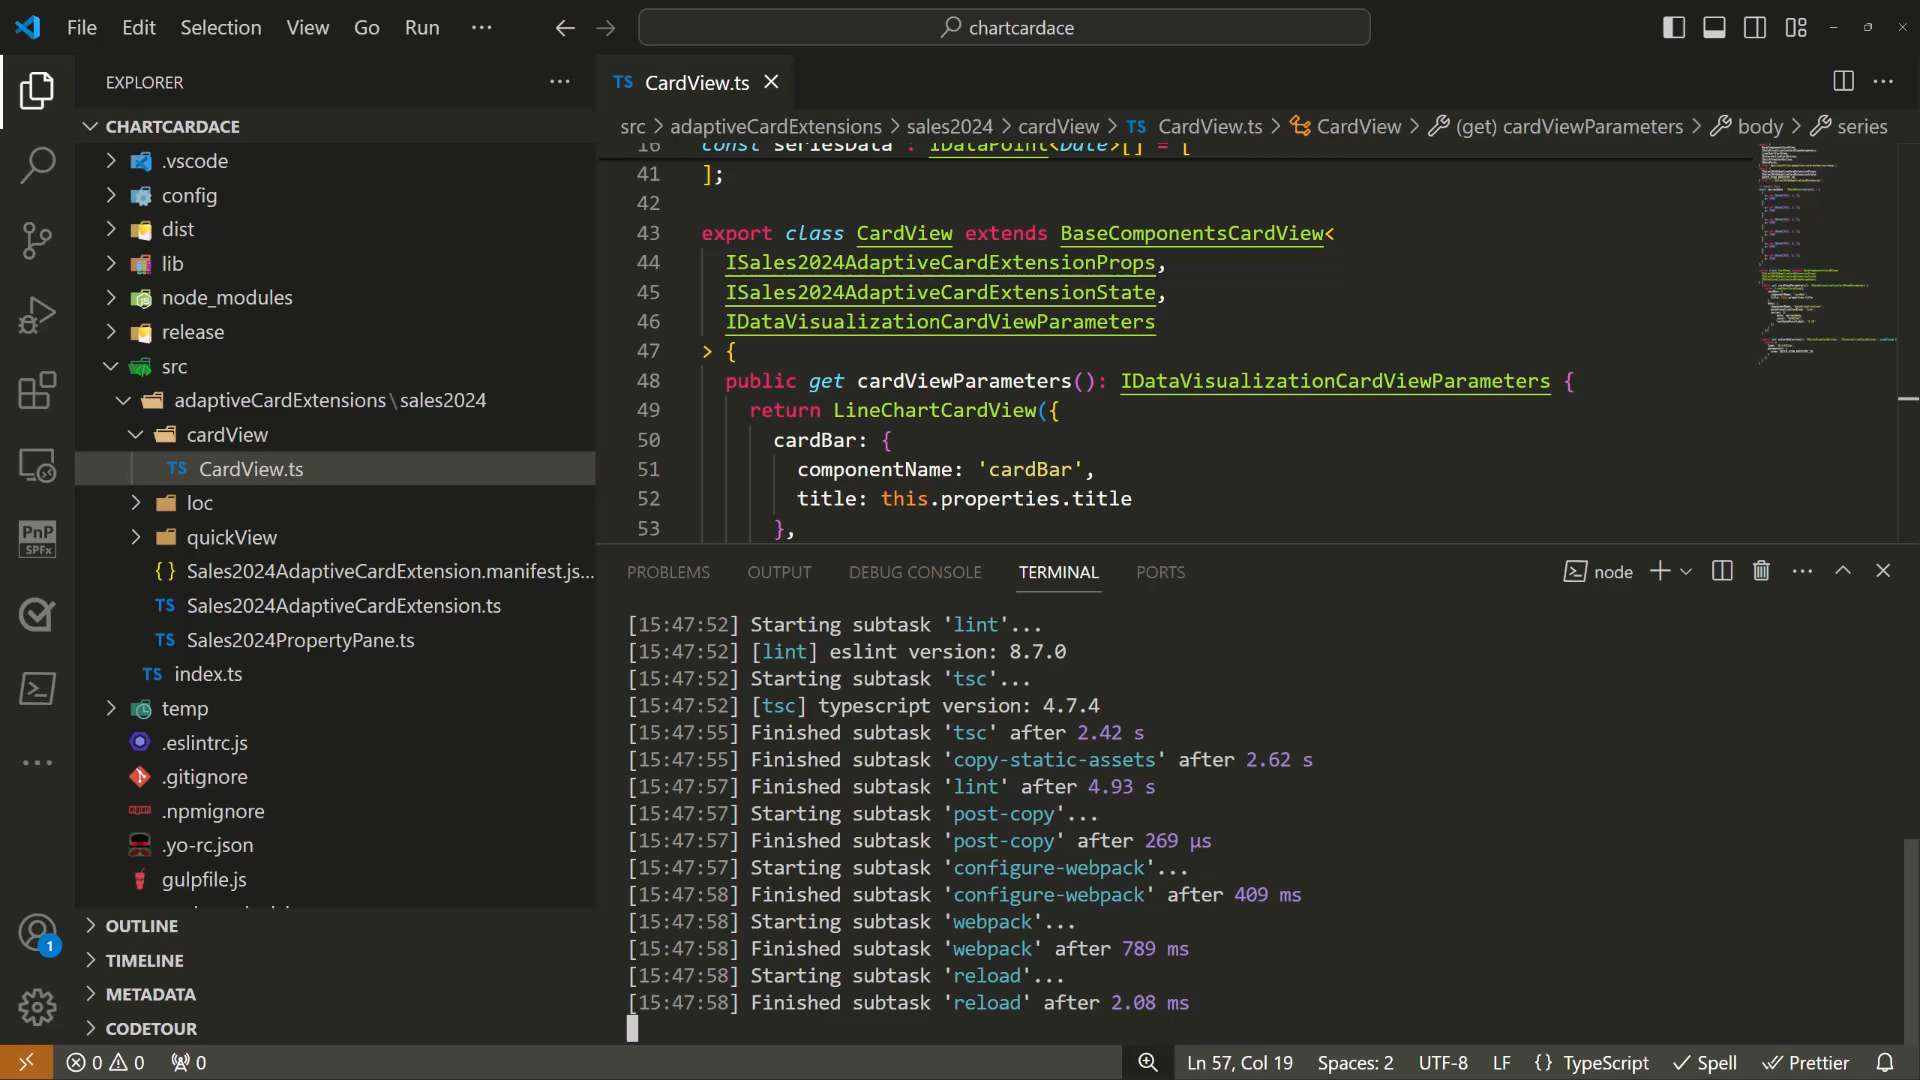 File Edit Selection View Go Run ···
chartcardace
EXPLORER
CHARTCARDACE
.vscode
config
dist
lib
node_modules
release
src
adaptiveCardExtensions\sales2024
cardView
TS CardView.ts
loc
quickView
{} Sales2024AdaptiveCardExtension.manifest.js...
TS Sales2024AdaptiveCardExtension.ts
TS Sales2024PropertyPane.ts
TS index.ts
temp
.eslintrc.js
.gitignore
.npmignore
.yo-rc.json
gulpfile.js
OUTLINE
TIMELINE
METADATA
CODETOUR
PnP
SPFx
1
TS CardView.ts
src > adaptiveCardExtensions > sales2024 > cardView > TS CardView.ts > CardView > (get) cardViewParameters > body > series
16 const seriesData : IDataPoint<Date>[] = [
41 ];
42
43 export class CardView extends BaseComponentsCardView<
44 ISales2024AdaptiveCardExtensionProps,
45 ISales2024AdaptiveCardExtensionState,
46 IDataVisualizationCardViewParameters
47 > {
48 public get cardViewParameters(): IDataVisualizationCardViewParameters {
49 return LineChartCardView({
50 cardBar: {
51 componentName: 'cardBar',
52 title: this.properties.title
53 },
PROBLEMS OUTPUT DEBUG CONSOLE TERMINAL PORTS
node
[15:47:52] Starting subtask 'lint'...
[15:47:52] [lint] eslint version: 8.7.0
[15:47:52] Starting subtask 'tsc'...
[15:47:52] [tsc] typescript version: 4.7.4
[15:47:55] Finished subtask 'tsc' after 2.42 s
[15:47:55] Finished subtask 'copy-static-assets' after 2.62 s
[15:47:57] Finished subtask 'lint' after 4.93 s
[15:47:57] Starting subtask 'post-copy'...
[15:47:57] Finished subtask 'post-copy' after 269 μs
[15:47:57] Starting subtask 'configure-webpack'...
[15:47:58] Finished subtask 'configure-webpack' after 409 ms
[15:47:58] Starting subtask 'webpack'...
[15:47:58] Finished subtask 'webpack' after 789 ms
[15:47:58] Starting subtask 'reload'...
[15:47:58] Finished subtask 'reload' after 2.08 ms
0 0 0
Ln 57, Col 19 Spaces: 2 UTF-8 LF {} TypeScript Spell Prettier